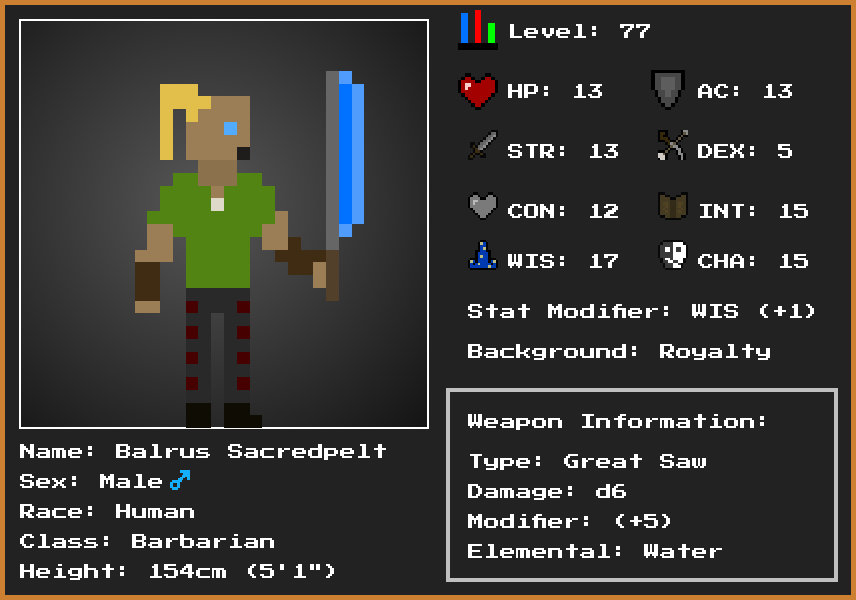 Level: 77
HP: 13 AC: 13
STR: 13 DEX: 5
CON: 12 INT: 15
WIS: 17 CHA: 15
Stat Modifier: WIS (+1)
Background: Royalty
Weapon Information:
Type: Great Saw
Damage: d6
Modifier: (+5)
Elemental: Water
Name: Balrus Sacredpelt
Sex: Male ♂
Race: Human
Class: Barbarian
Height: 154cm (5'1")